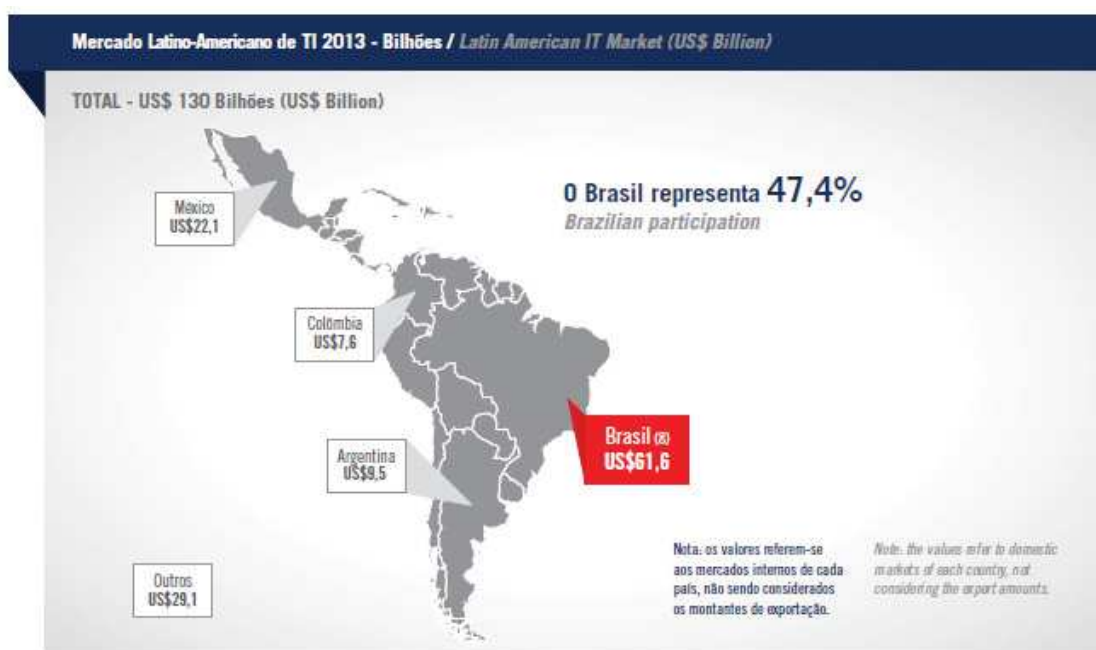 Mercado Latino-Americano de TI 2013 - Bilhões / Latin American IT Market (US$ Billion)
TOTAL - US$ 130 Bilhões (US$ Billion)
O Brasil representa 47,4%
Brazilian participation
México
US$22,1
Colômbia
US$7,6
Brasil (8)
US$61,6
Argentina
US$9,5
Outros
US$29,1
Nota: os valores referem-se
aos mercados internos de cada
país, não sendo considerados
os montantes de exportação.
Note: the values refer to domestic
markets of each country, not
considering the export amounts.